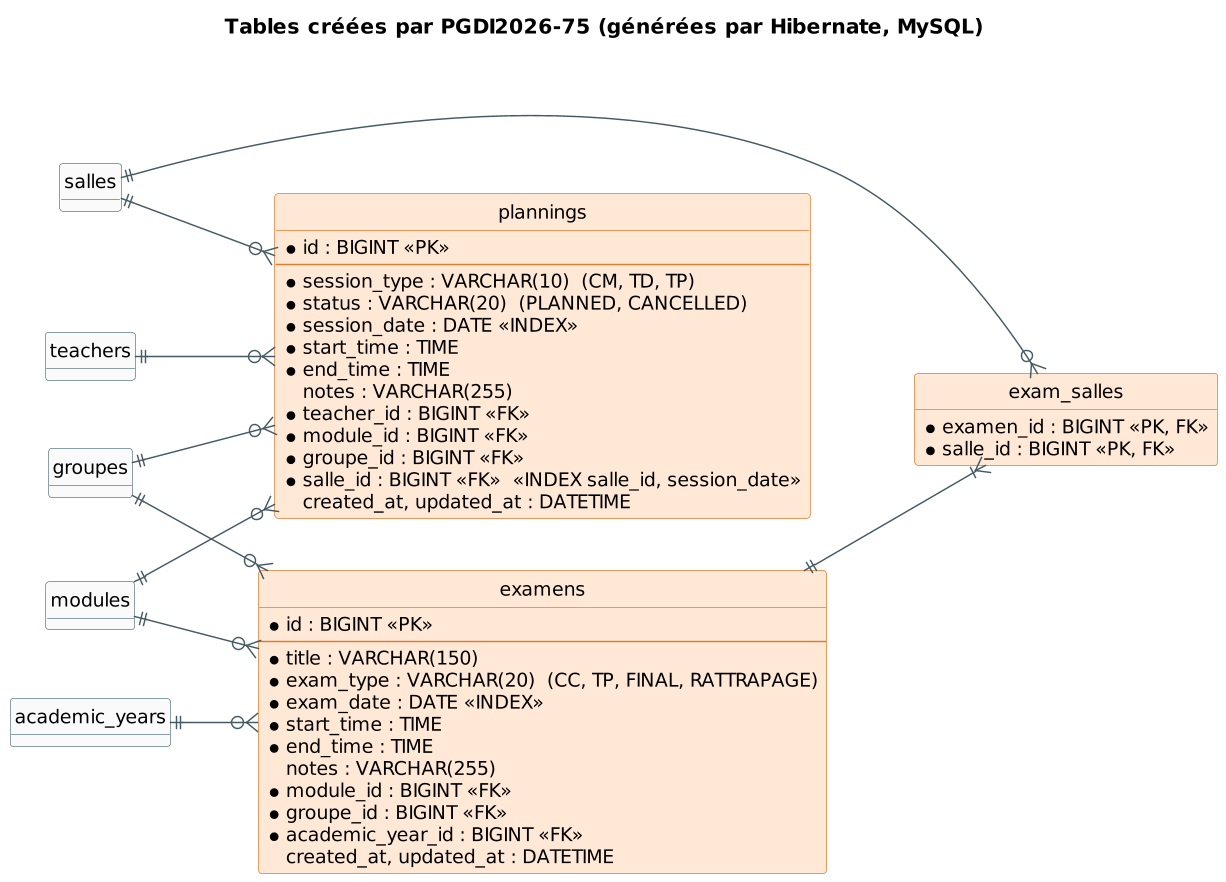 Tables créées par PGDI2026-75 (générées par Hibernate, MySQL)
salles
teachers
groupes
modules
academic_years
plannings
id : BIGINT «PK»
session_type : VARCHAR(10)  (CM, TD, TP)
status : VARCHAR(20)  (PLANNED, CANCELLED)
session_date : DATE «INDEX»
start_time : TIME
end_time : TIME
notes : VARCHAR(255)
teacher_id : BIGINT «FK»
module_id : BIGINT «FK»
groupe_id : BIGINT «FK»
salle_id : BIGINT «FK»  «INDEX salle_id, session_date»
created_at, updated_at : DATETIME
examens
id : BIGINT «PK»
title : VARCHAR(150)
exam_type : VARCHAR(20)  (CC, TP, FINAL, RATTRAPAGE)
exam_date : DATE «INDEX»
start_time : TIME
end_time : TIME
notes : VARCHAR(255)
module_id : BIGINT «FK»
groupe_id : BIGINT «FK»
academic_year_id : BIGINT «FK»
created_at, updated_at : DATETIME
exam_salles
examen_id : BIGINT «PK, FK»
salle_id : BIGINT «PK, FK»